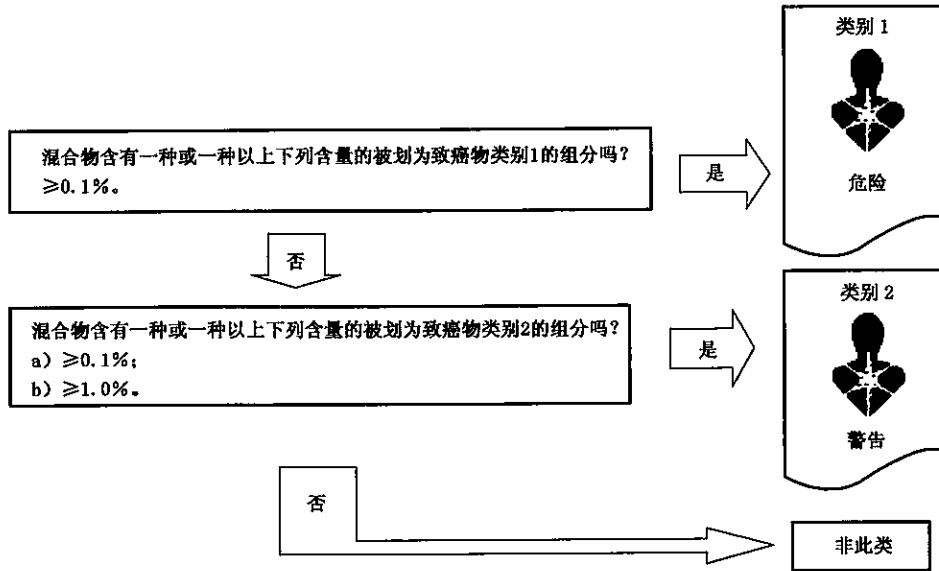 类别 1
混合物含有一种或一种以上下列含量的被划为致癌物类别1的组分吗?
≥0.1%。
是
危险
否
类别 2
混合物含有一种或一种以上下列含量的被划为致癌物类别2的组分吗?
a) ≥0.1%;
b) ≥1.0%。
是
警告
否
非此类